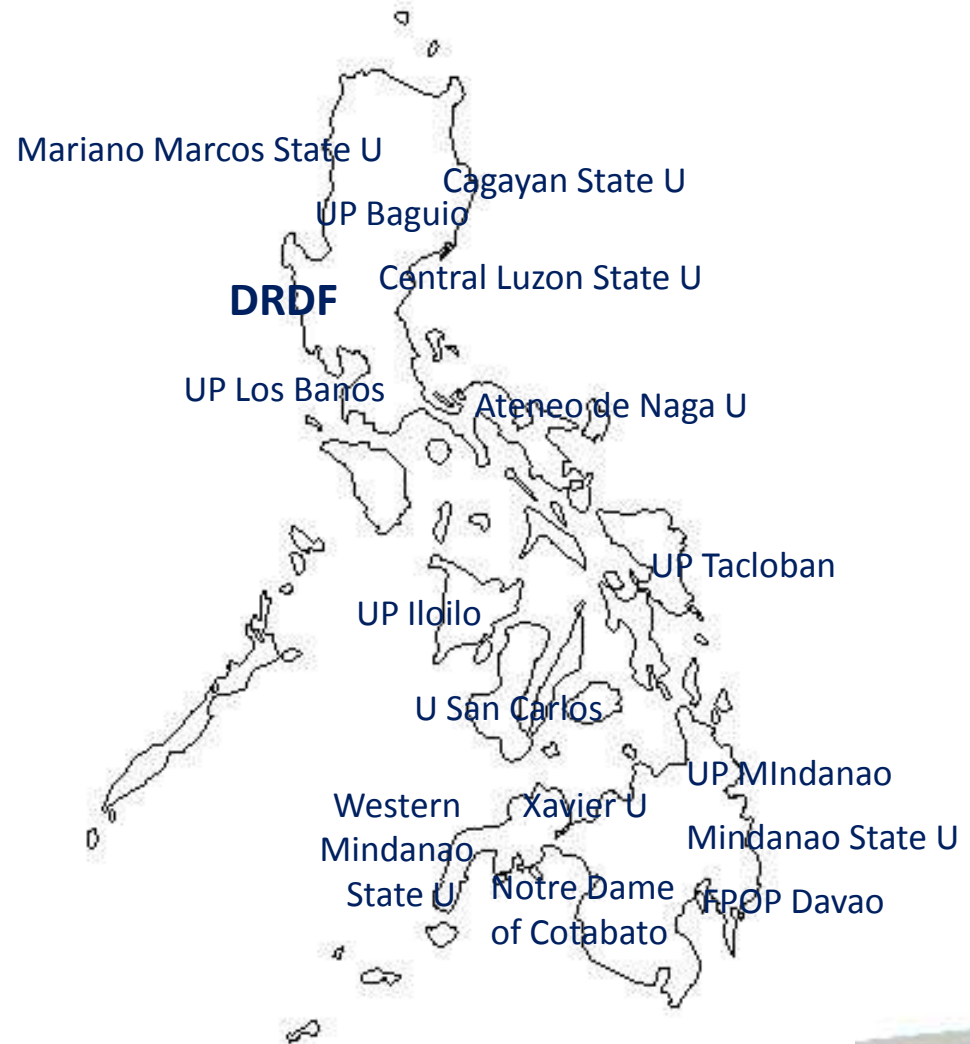 Mariano Marcos State U
Cagayan State U
UP Baguio
Central Luzon State U
DRDF
UP Los Banos
Ateneo de Naga U
UP Tacloban
UP Iloilo
U San Carlos
UP MIndanao
Western
Mindanao
State U
Xavier U
Mindanao State U
Notre Dame
of Cotabato
FPOP Davao